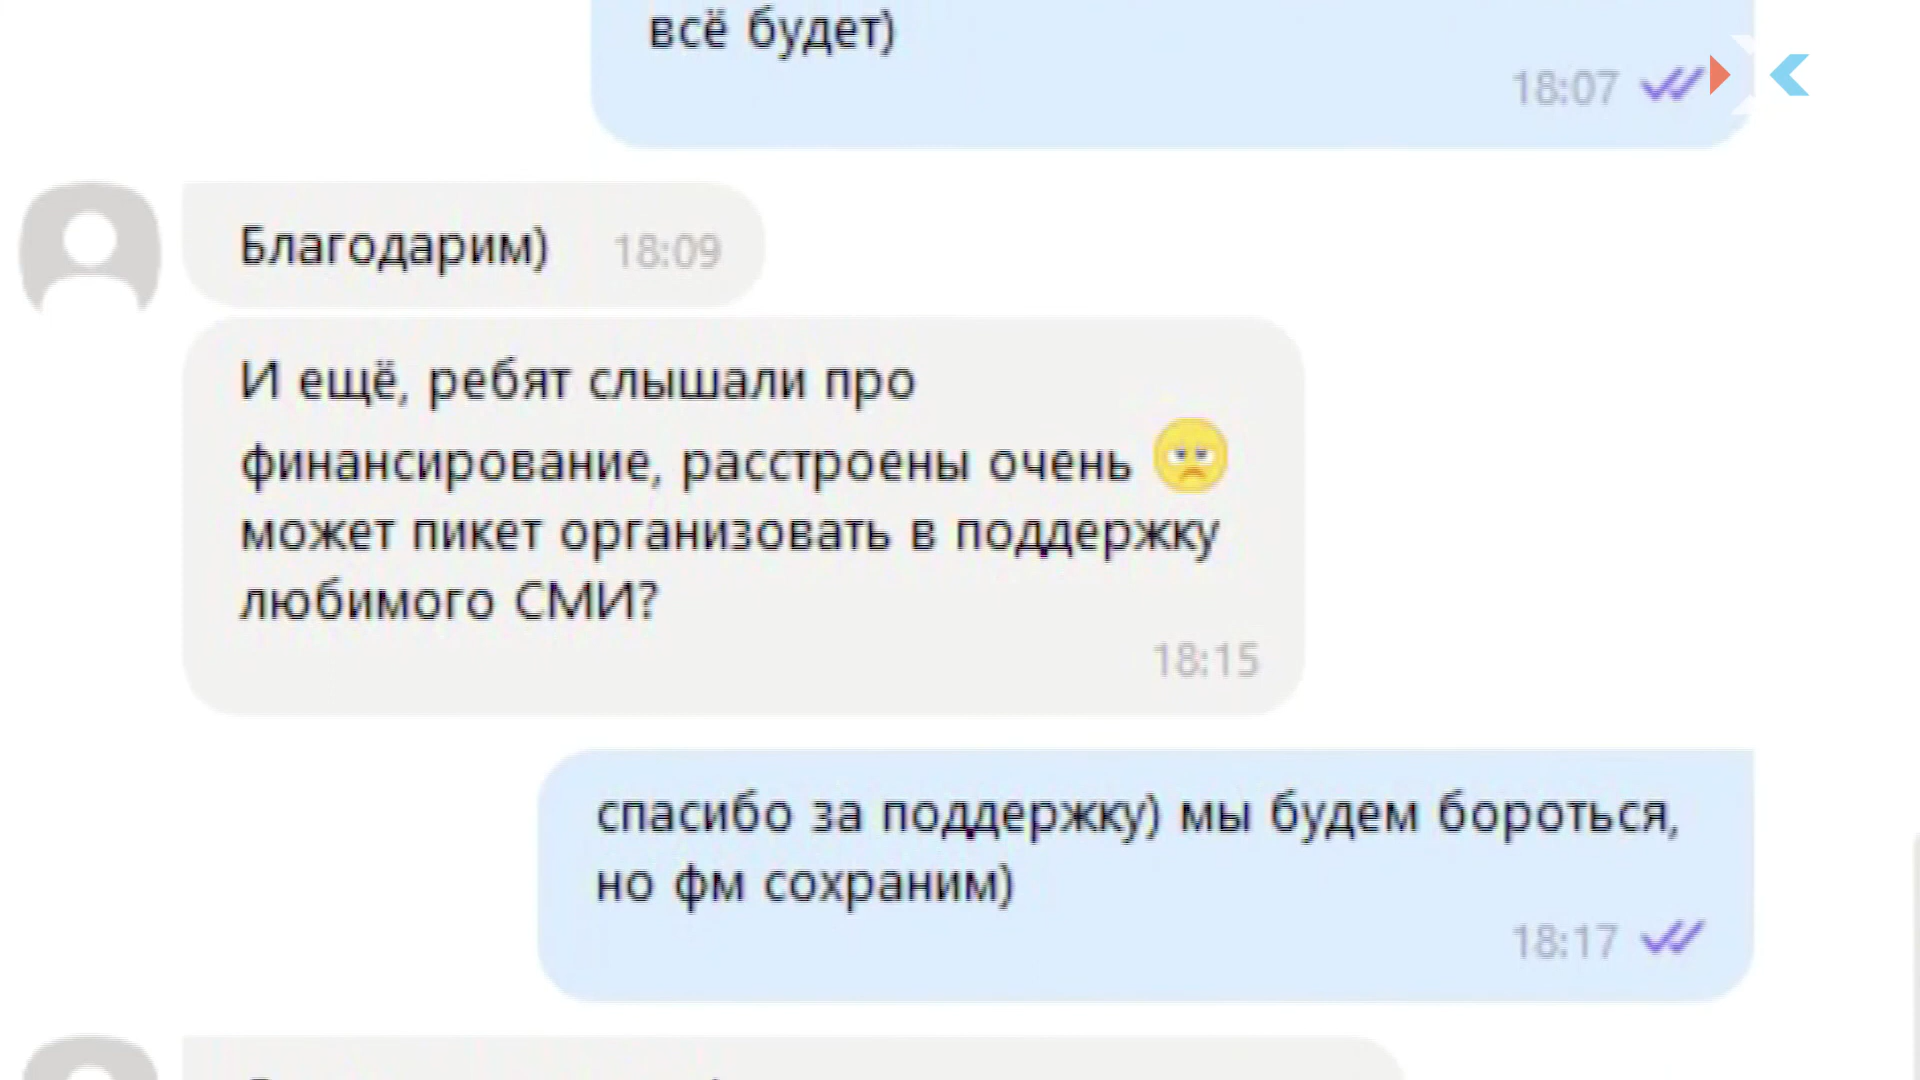 всё будет)
18:07
Благодарим) 18:09
И ещё, ребят слышали про
финансирование, расстроены очень
может пикет организовать в поддержку
любимого СМИ?
18:15
спасибо за поддержку) мы будем бороться,
но фм сохраним)
18:17